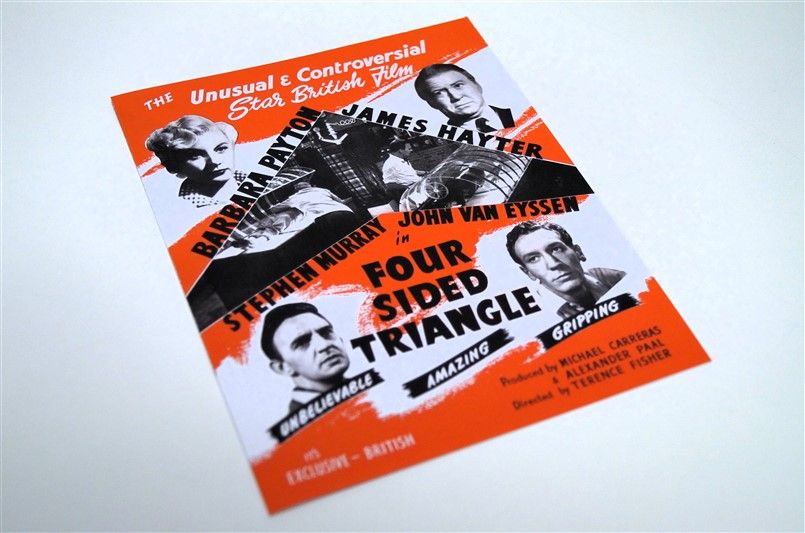 THE Unusual & Controversial
Star British Film
BARBARA PAYTON
JAMES HAYTER
STEPHEN MURRAY
JOHN VAN EYSSEN
in
FOUR
SIDED
TRIANGLE
UNBELIEVABLE
AMAZING
GRIPPING
Produced by MICHAEL CARRERAS
& ALEXANDER PAAL
Directed by TERENCE FISHER
ITS
EXCLUSIVE - BRITISH